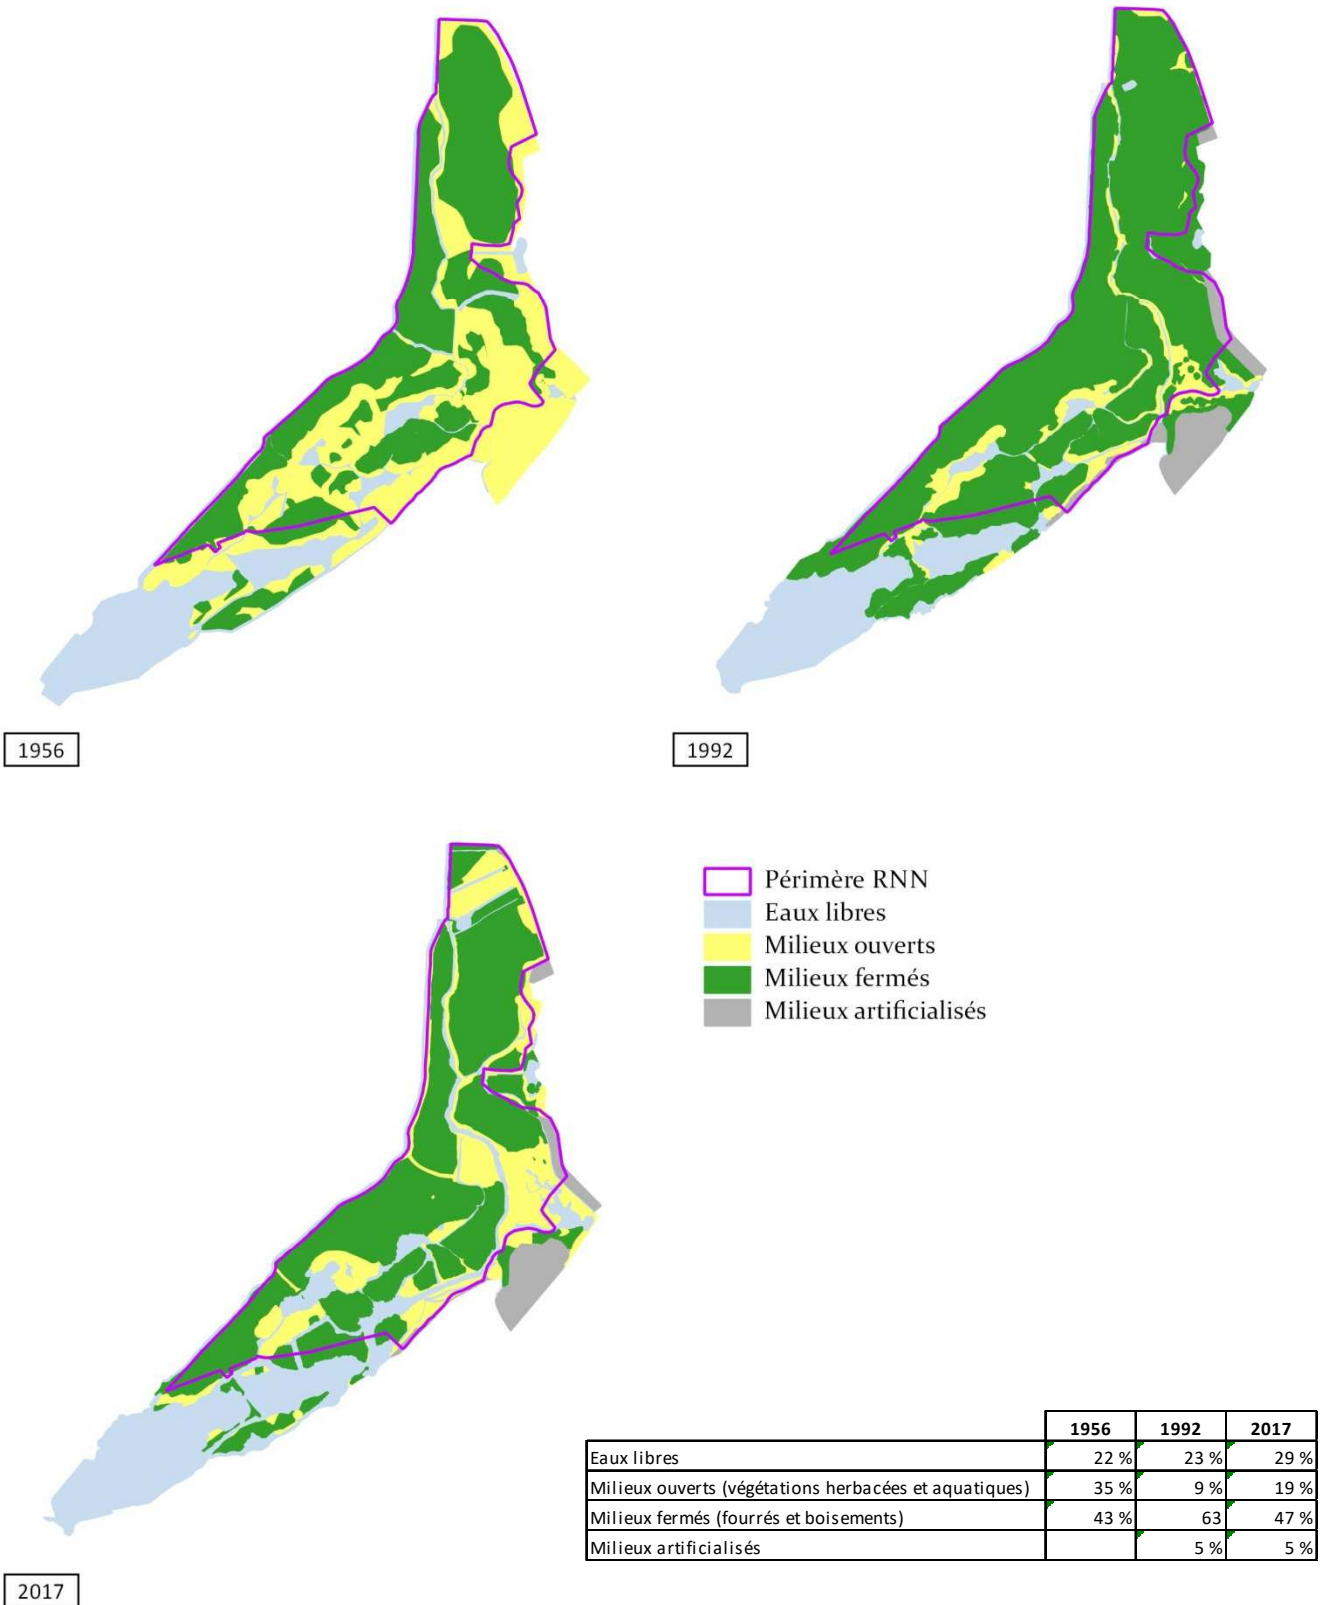 1956
1992
Périmère RNN
Eaux libres
Milieux ouverts
Milieux fermés
Milieux artificialisés
1956 1992 2017
Eaux libres 22 % 23 % 29 %
Milieux ouverts (végétations herbacées et aquatiques) 35 % 9 % 19 %
Milieux fermés (fourrés et boisements) 43 % 63 47 %
Milieux artificialisés 5 % 5 %
2017